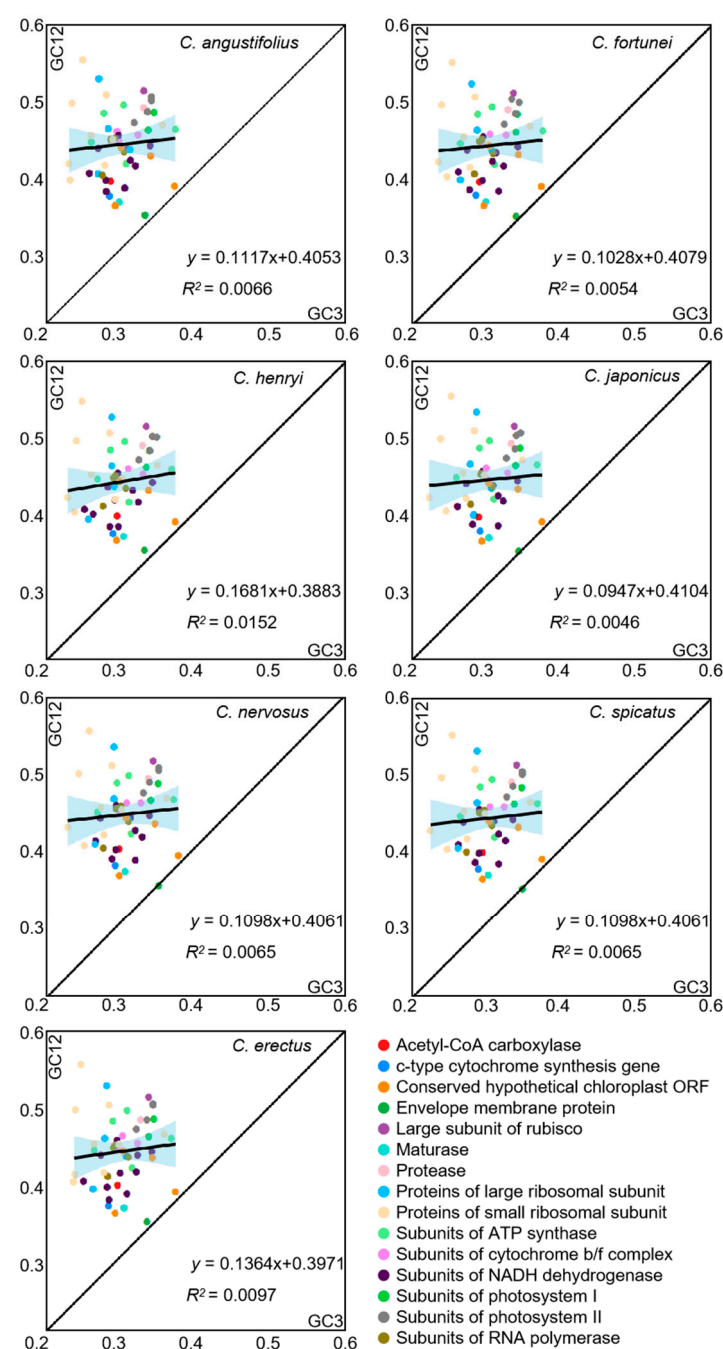 0.6
GC12
C. angustifolius
0.5
0.4
0.3
y = 0.1117x+0.4053
R² = 0.0066
GC3
0.2 0.3 0.4 0.5 0.6
0.6
GC12
C. fortunei
0.5
0.4
0.3
y = 0.1028x+0.4079
R² = 0.0054
GC3
0.2 0.3 0.4 0.5 0.6
0.6
GC12
C. henryi
0.5
0.4
0.3
y = 0.1681x+0.3883
R² = 0.0152
GC3
0.2 0.3 0.4 0.5 0.6
0.6
GC12
C. japonicus
0.5
0.4
0.3
y = 0.0947x+0.4104
R² = 0.0046
GC3
0.2 0.3 0.4 0.5 0.6
0.6
GC12
C. nervosus
0.5
0.4
0.3
y = 0.1098x+0.4061
R² = 0.0065
GC3
0.2 0.3 0.4 0.5 0.6
0.6
GC12
C. spicatus
0.5
0.4
0.3
y = 0.1098x+0.4061
R² = 0.0065
GC3
0.2 0.3 0.4 0.5 0.6
0.6
GC12
C. erectus
0.5
0.4
0.3
y = 0.1364x+0.3971
R² = 0.0097
GC3
0.2 0.3 0.4 0.5 0.6
Acetyl-CoA carboxylase
c-type cytochrome synthesis gene
Conserved hypothetical chloroplast ORF
Envelope membrane protein
Large subunit of rubisco
Maturase
Protease
Proteins of large ribosomal subunit
Proteins of small ribosomal subunit
Subunits of ATP synthase
Subunits of cytochrome b/f complex
Subunits of NADH dehydrogenase
Subunits of photosystem I
Subunits of photosystem II
Subunits of RNA polymerase